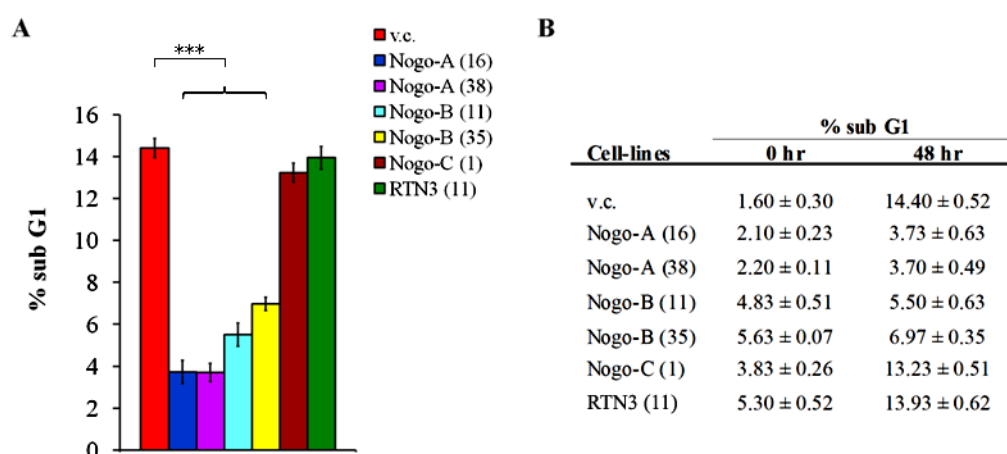 A
***
v.c.
Nogo-A (16)
Nogo-A (38)
Nogo-B (11)
Nogo-B (35)
Nogo-C (1)
RTN3 (11)
% sub G1
16
14
12
10
8
6
4
2
0
B
% sub G1
Cell-lines 0 hr 48 hr
v.c. 1.60 ± 0.30 14.40 ± 0.52
Nogo-A (16) 2.10 ± 0.23 3.73 ± 0.63
Nogo-A (38) 2.20 ± 0.11 3.70 ± 0.49
Nogo-B (11) 4.83 ± 0.51 5.50 ± 0.63
Nogo-B (35) 5.63 ± 0.07 6.97 ± 0.35
Nogo-C (1) 3.83 ± 0.26 13.23 ± 0.51
RTN3 (11) 5.30 ± 0.52 13.93 ± 0.62